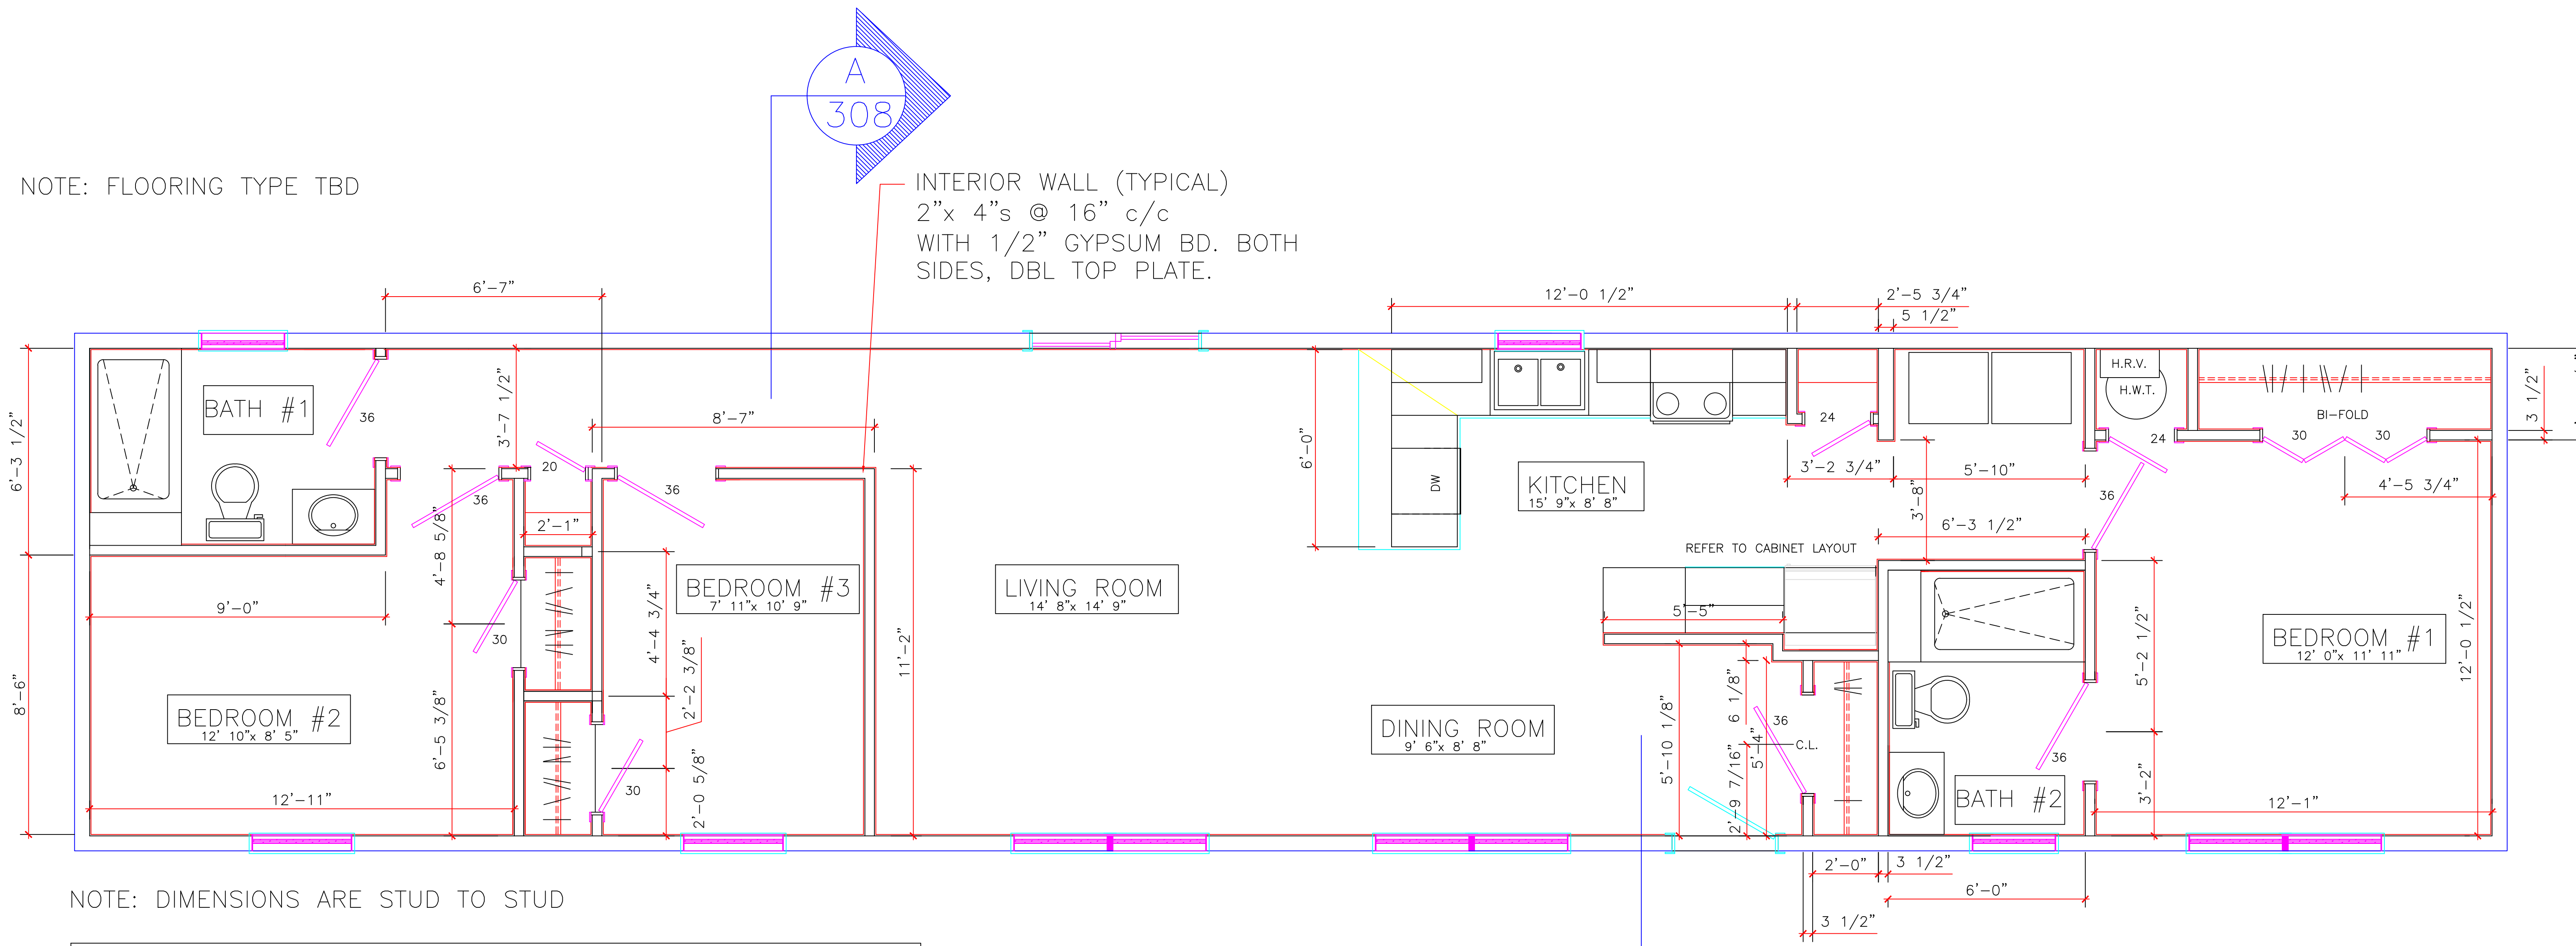 A
308
NOTE: FLOORING TYPE TBD
INTERIOR WALL (TYPICAL)
2"x 4"s @ 16" c/c
WITH 1/2" GYPSUM BD. BOTH
SIDES, DBL TOP PLATE.
6'-7"
12'-0 1/2"
2'-5 3/4"
5 1/2"
6'-3 1/2"
BATH #1
36
3'-7 1/2"
8'-7"
20
36
36
2'-1"
4'-8 5/8"
6'-0"
DW
KITCHEN
15' 9"x 8' 8"
24
3'-2 3/4"
5'-10"
3'-8"
6'-3 1/2"
REFER TO CABINET LAYOUT
H.R.V.
H.W.T.
24
36
BI-FOLD
30
30
4'-5 3/4"
3 1/2"
8'-6"
9'-0"
BEDROOM #2
12' 10"x 8' 5"
12'-11"
30
6'-5 3/8"
BEDROOM #3
7' 11"x 10' 9"
4'-4 3/4"
2'-2 3/8"
2'-0 5/8"
30
11'-2"
LIVING ROOM
14' 8"x 14' 9"
5'-5"
DINING ROOM
9' 6"x 8' 8"
5'-10 1/8"
6 1/8"
2'-9 7/16"
5'-4"
36
C.L.
BATH #2
36
5'-2 1/2"
3'-2"
BEDROOM #1
12' 0"x 11' 11"
12'-0 1/2"
12'-1"
2'-0"
3 1/2"
6'-0"
3 1/2"
NOTE: DIMENSIONS ARE STUD TO STUD